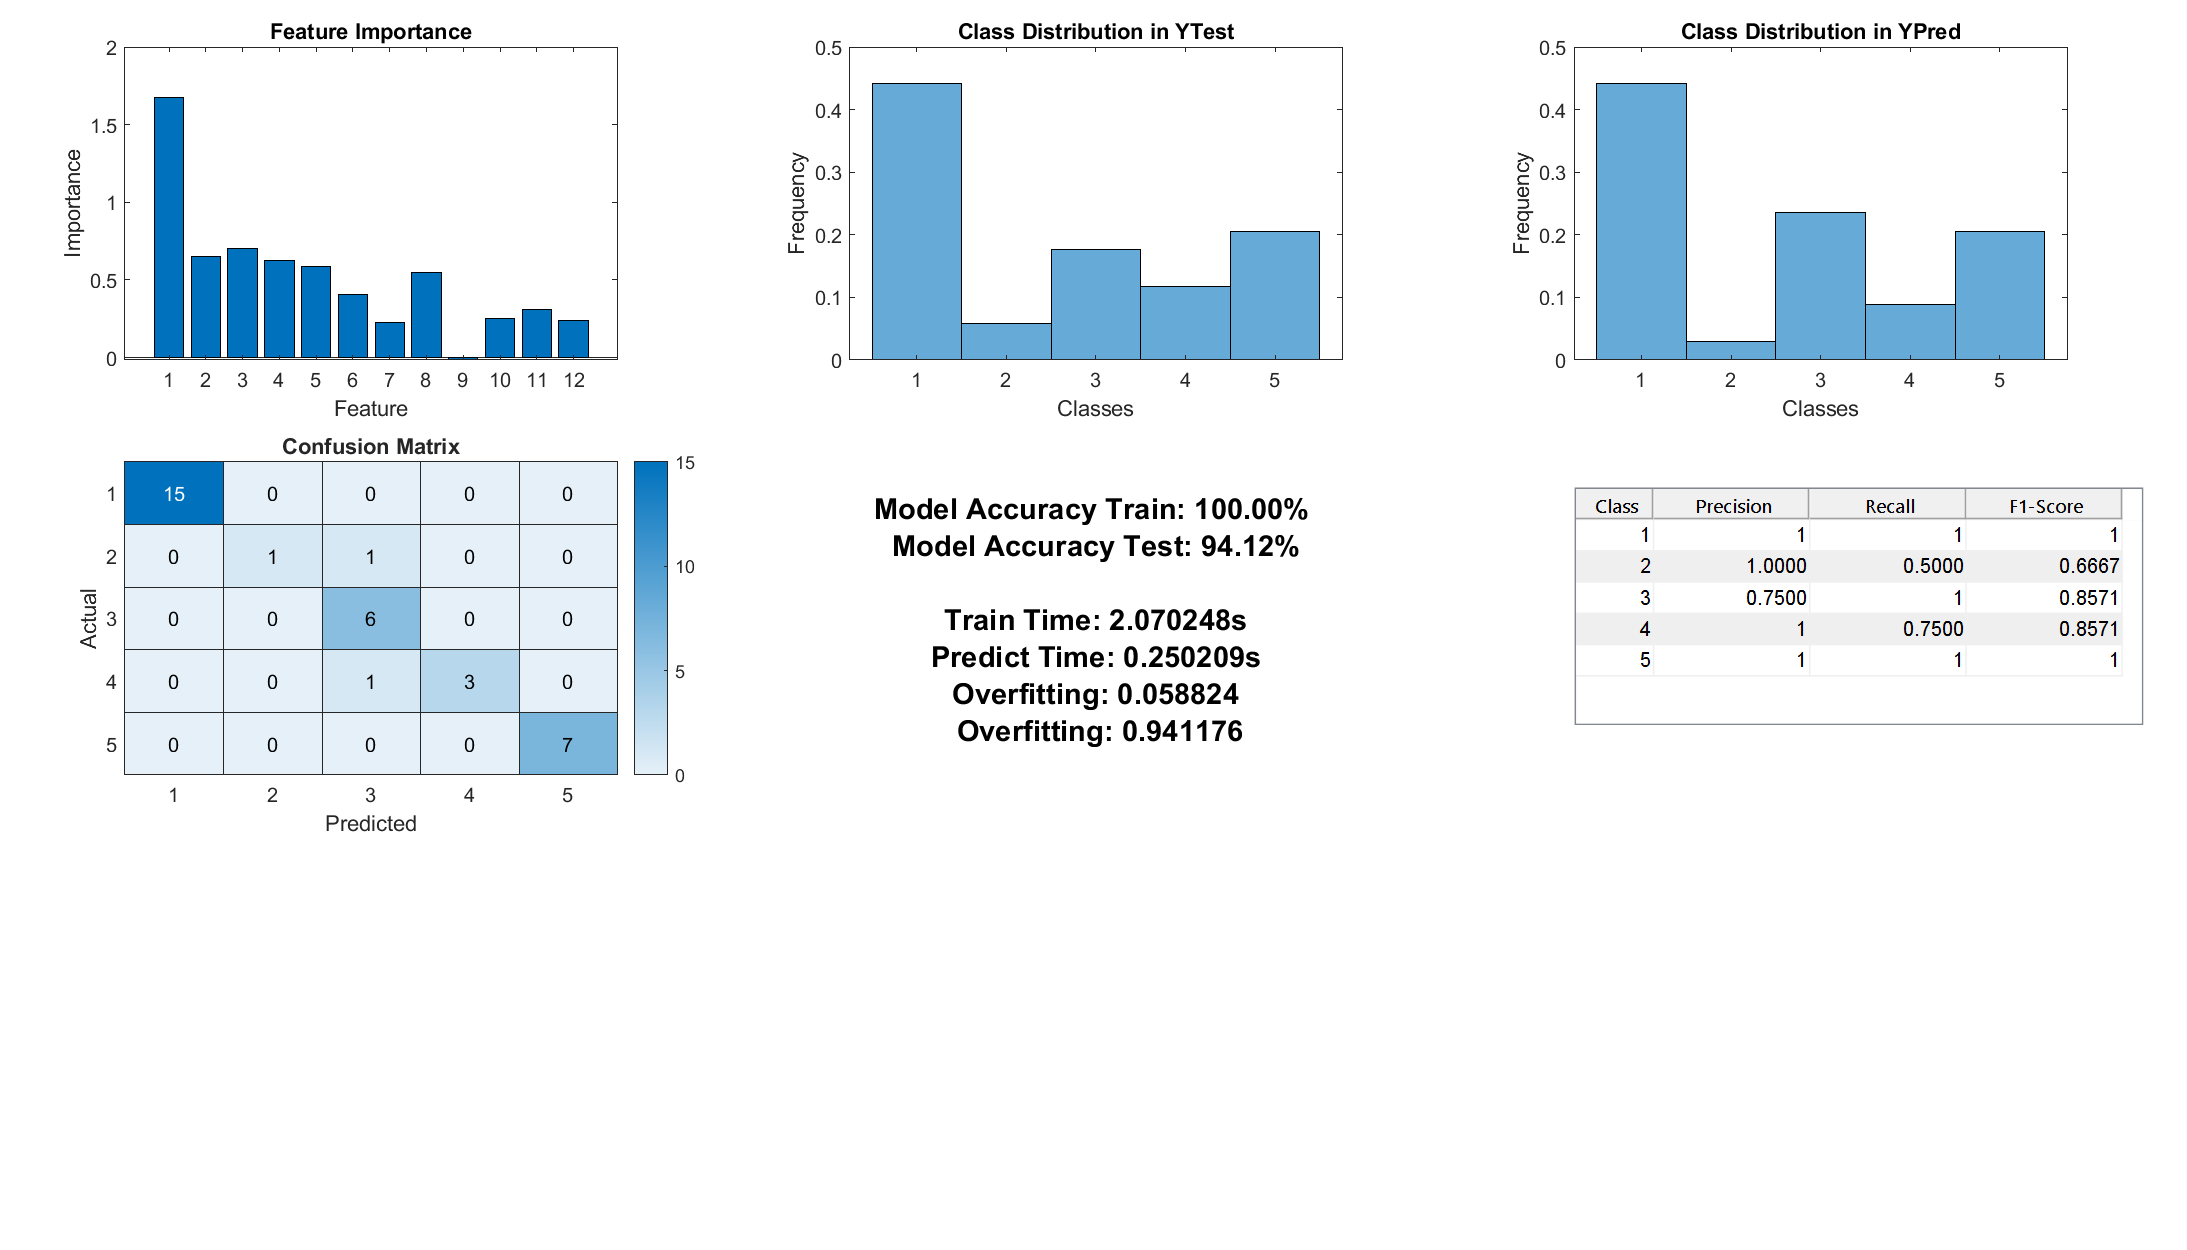 Feature Importance
2
1.5
1
0.5
0
Importance
1 2 3 4 5 6 7 8 9 10 11 12
Feature
Class Distribution in YTest
0.5
0.4
0.3
0.2
0.1
0
Frequency
1 2 3 4 5
Classes
Class Distribution in YPred
0.5
0.4
0.3
0.2
0.1
0
Frequency
1 2 3 4 5
Classes
Confusion Matrix
Actual
1 15 0 0 0 0
2 0 1 1 0 0
3 0 0 6 0 0
4 0 0 1 3 0
5 0 0 0 0 7
1 2 3 4 5
Predicted
15
10
5
0
Model Accuracy Train: 100.00%
Model Accuracy Test: 94.12%
Train Time: 2.070248s
Predict Time: 0.250209s
Overfitting: 0.058824
Overfitting: 0.941176
Class Precision Recall F1-Score
1 1 1 1
2 1.0000 0.5000 0.6667
3 0.7500 1 0.8571
4 1 0.7500 0.8571
5 1 1 1